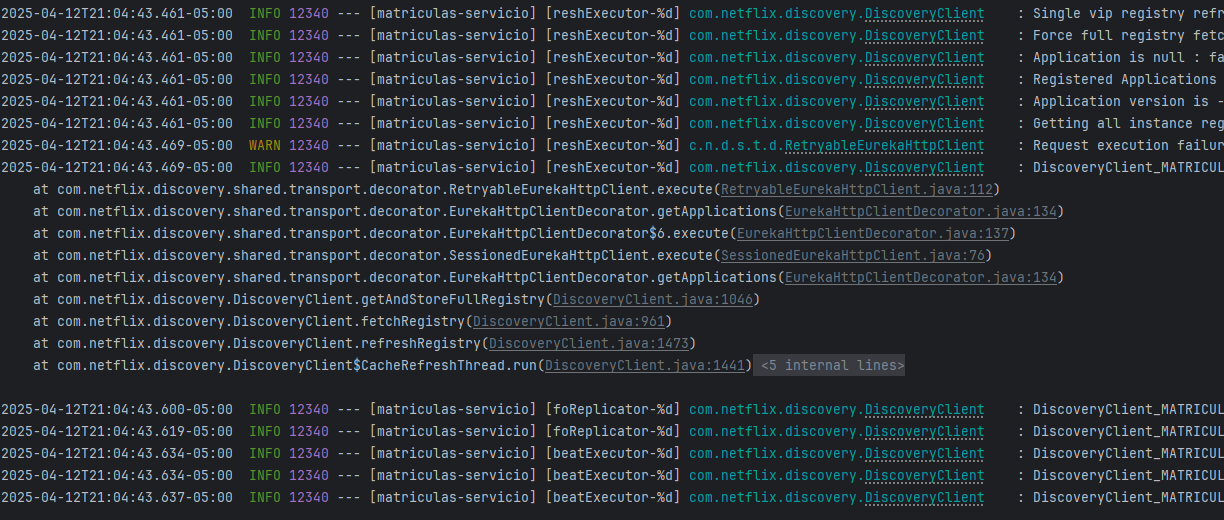 2025-04-12T21:04:43.461-05:00  INFO 12340 --- [matriculas-servicio] [reshExecutor-%d] com.netflix.discovery.DiscoveryClient    : Single vip registry refr
2025-04-12T21:04:43.461-05:00  INFO 12340 --- [matriculas-servicio] [reshExecutor-%d] com.netflix.discovery.DiscoveryClient    : Force full registry fetc
2025-04-12T21:04:43.461-05:00  INFO 12340 --- [matriculas-servicio] [reshExecutor-%d] com.netflix.discovery.DiscoveryClient    : Application is null : fa
2025-04-12T21:04:43.461-05:00  INFO 12340 --- [matriculas-servicio] [reshExecutor-%d] com.netflix.discovery.DiscoveryClient    : Registered Applications
2025-04-12T21:04:43.461-05:00  INFO 12340 --- [matriculas-servicio] [reshExecutor-%d] com.netflix.discovery.DiscoveryClient    : Application version is -
2025-04-12T21:04:43.461-05:00  INFO 12340 --- [matriculas-servicio] [reshExecutor-%d] com.netflix.discovery.DiscoveryClient    : Getting all instance reg
2025-04-12T21:04:43.469-05:00  WARN 12340 --- [matriculas-servicio] [reshExecutor-%d] c.n.d.s.t.d.RetryableEurekaHttpClient    : Request execution failur
2025-04-12T21:04:43.469-05:00  INFO 12340 --- [matriculas-servicio] [reshExecutor-%d] com.netflix.discovery.DiscoveryClient    : DiscoveryClient_MATRICUL
    at com.netflix.discovery.shared.transport.decorator.RetryableEurekaHttpClient.execute(RetryableEurekaHttpClient.java:112)
    at com.netflix.discovery.shared.transport.decorator.EurekaHttpClientDecorator.getApplications(EurekaHttpClientDecorator.java:134)
    at com.netflix.discovery.shared.transport.decorator.EurekaHttpClientDecorator$6.execute(EurekaHttpClientDecorator.java:137)
    at com.netflix.discovery.shared.transport.decorator.SessionedEurekaHttpClient.execute(SessionedEurekaHttpClient.java:76)
    at com.netflix.discovery.shared.transport.decorator.EurekaHttpClientDecorator.getApplications(EurekaHttpClientDecorator.java:134)
    at com.netflix.discovery.DiscoveryClient.getAndStoreFullRegistry(DiscoveryClient.java:1046)
    at com.netflix.discovery.DiscoveryClient.fetchRegistry(DiscoveryClient.java:961)
    at com.netflix.discovery.DiscoveryClient.refreshRegistry(DiscoveryClient.java:1473)
    at com.netflix.discovery.DiscoveryClient$CacheRefreshThread.run(DiscoveryClient.java:1441) <5 internal lines>
2025-04-12T21:04:43.600-05:00  INFO 12340 --- [matriculas-servicio] [foReplicator-%d] com.netflix.discovery.DiscoveryClient    : DiscoveryClient_MATRICUL
2025-04-12T21:04:43.619-05:00  INFO 12340 --- [matriculas-servicio] [foReplicator-%d] com.netflix.discovery.DiscoveryClient    : DiscoveryClient_MATRICUL
2025-04-12T21:04:43.634-05:00  INFO 12340 --- [matriculas-servicio] [beatExecutor-%d] com.netflix.discovery.DiscoveryClient    : DiscoveryClient_MATRICUL
2025-04-12T21:04:43.634-05:00  INFO 12340 --- [matriculas-servicio] [beatExecutor-%d] com.netflix.discovery.DiscoveryClient    : DiscoveryClient_MATRICUL
2025-04-12T21:04:43.637-05:00  INFO 12340 --- [matriculas-servicio] [beatExecutor-%d] com.netflix.discovery.DiscoveryClient    : DiscoveryClient_MATRICUL